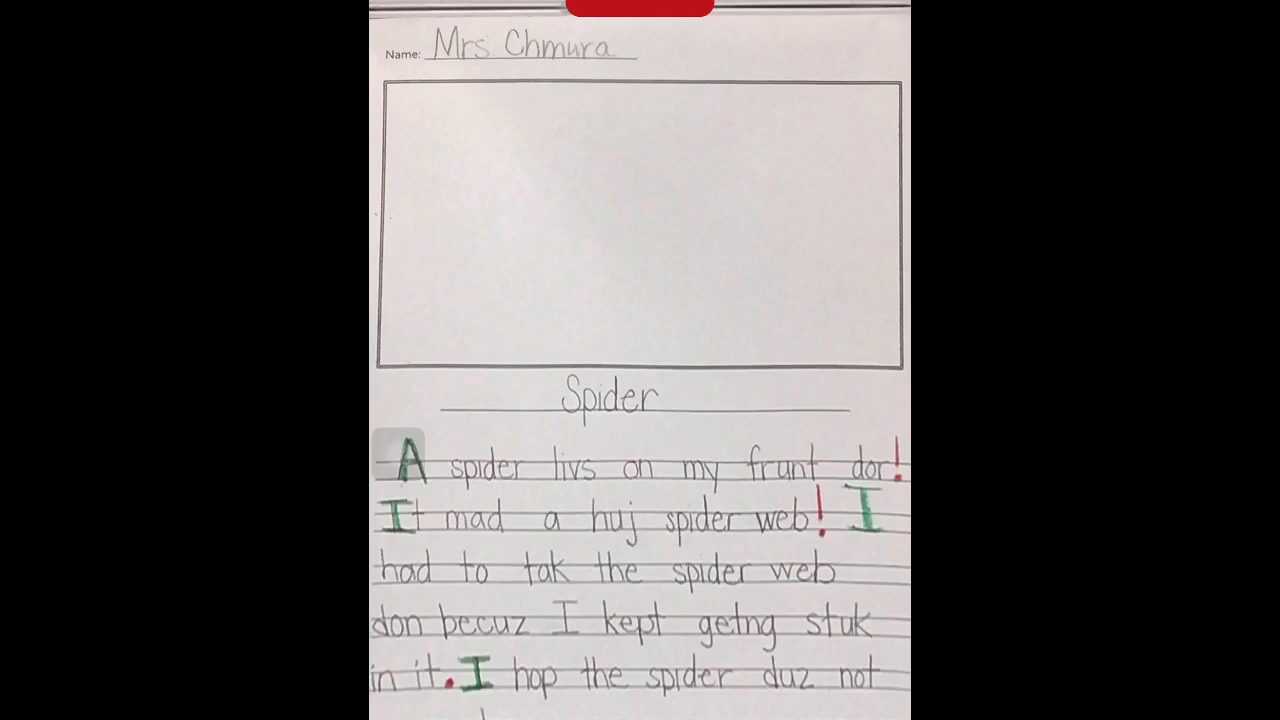 Name: Mrs Chmura
Spider
A spider livs on my frunt dor!
It mad a huj spider web! I
had to tak the spider web
don becuz I kept getng stuk
in it. I hop the spider duz not